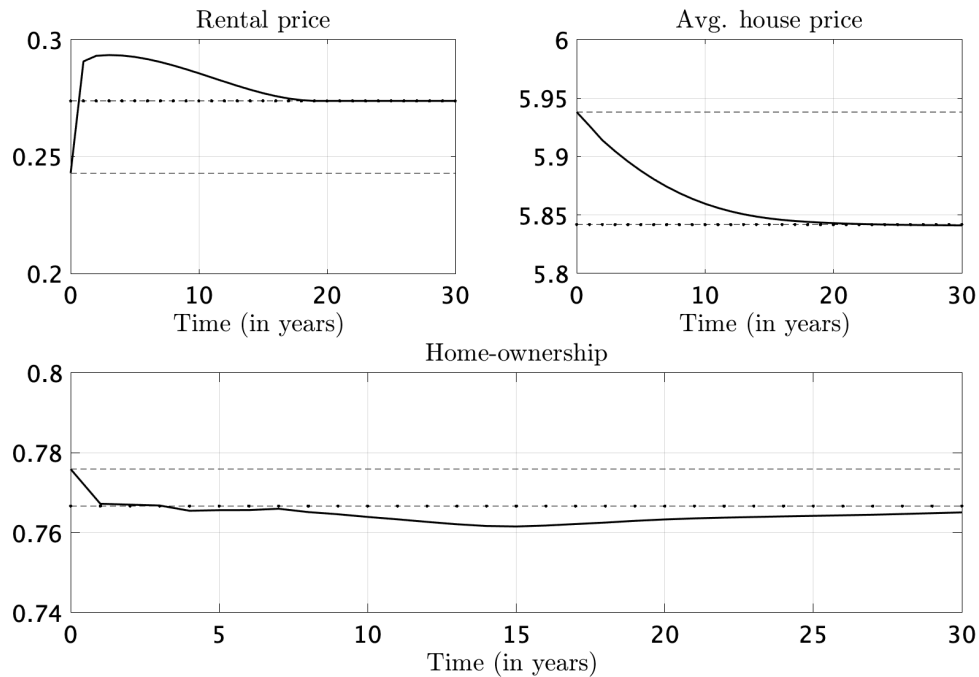 Rental price
0.3
0.25
0.2
0 10 20 30
Time (in years)
Avg. house price
6
5.95
5.9
5.85
5.8
0 10 20 30
Time (in years)
Home-ownership
0.8
0.78
0.76
0.74
0 5 10 15 20 25 30
Time (in years)